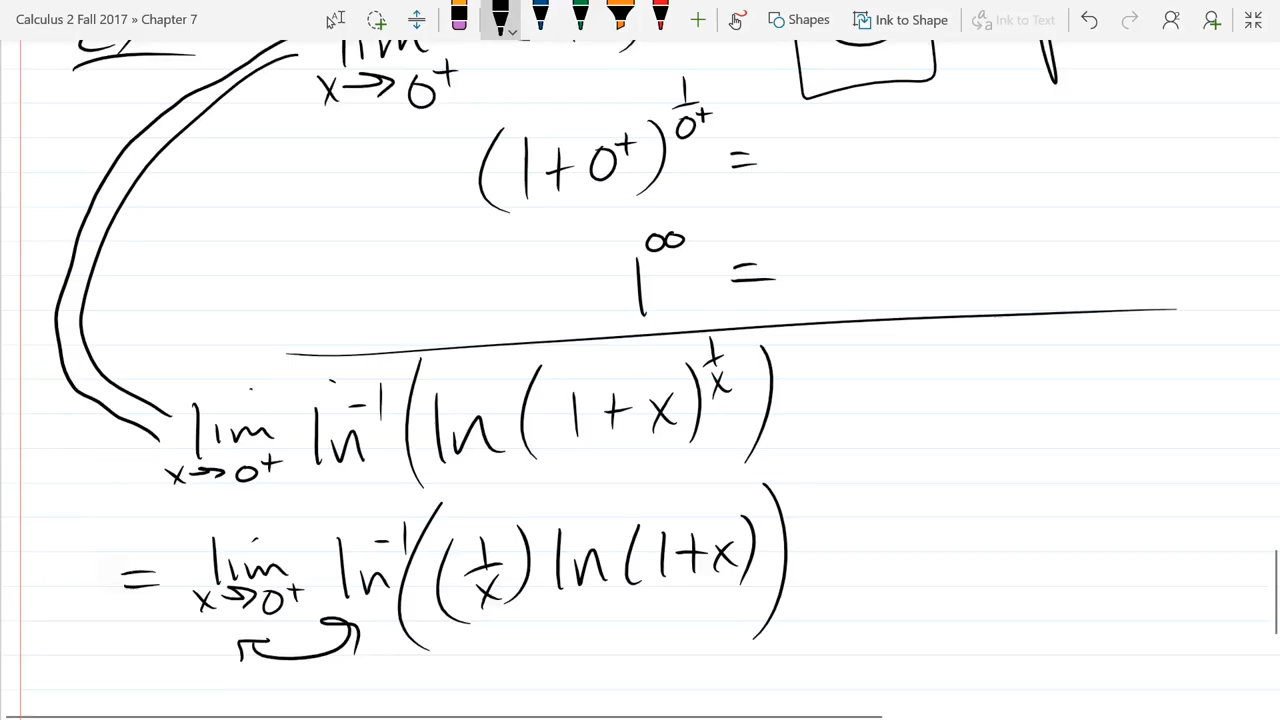 Calculus 2 Fall 2017 » Chapter 7 Shapes Ink to Shape Ink to Text
lim
x→0⁺
(1+0⁺)^(1/0⁺) =
1^∞ =
lim x→0⁺ ln⁻¹(ln(1+x)^(1/x))
= lim x→0⁺ ln⁻¹((1/x) ln(1+x))